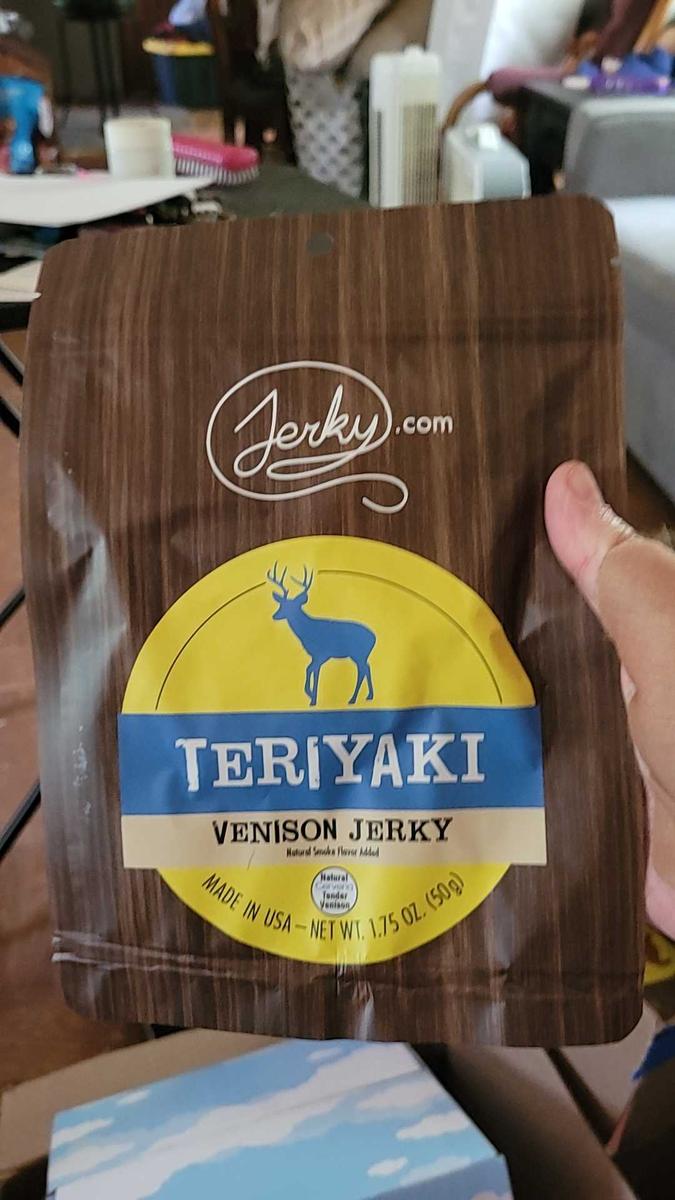 Jerky.com
TERIYAKI
VENISON JERKY
Natural Smoke Flavor Added
Natural
Cervena
Tender
Venison
MADE IN USA – NET WT. 1.75 OZ. (50g)